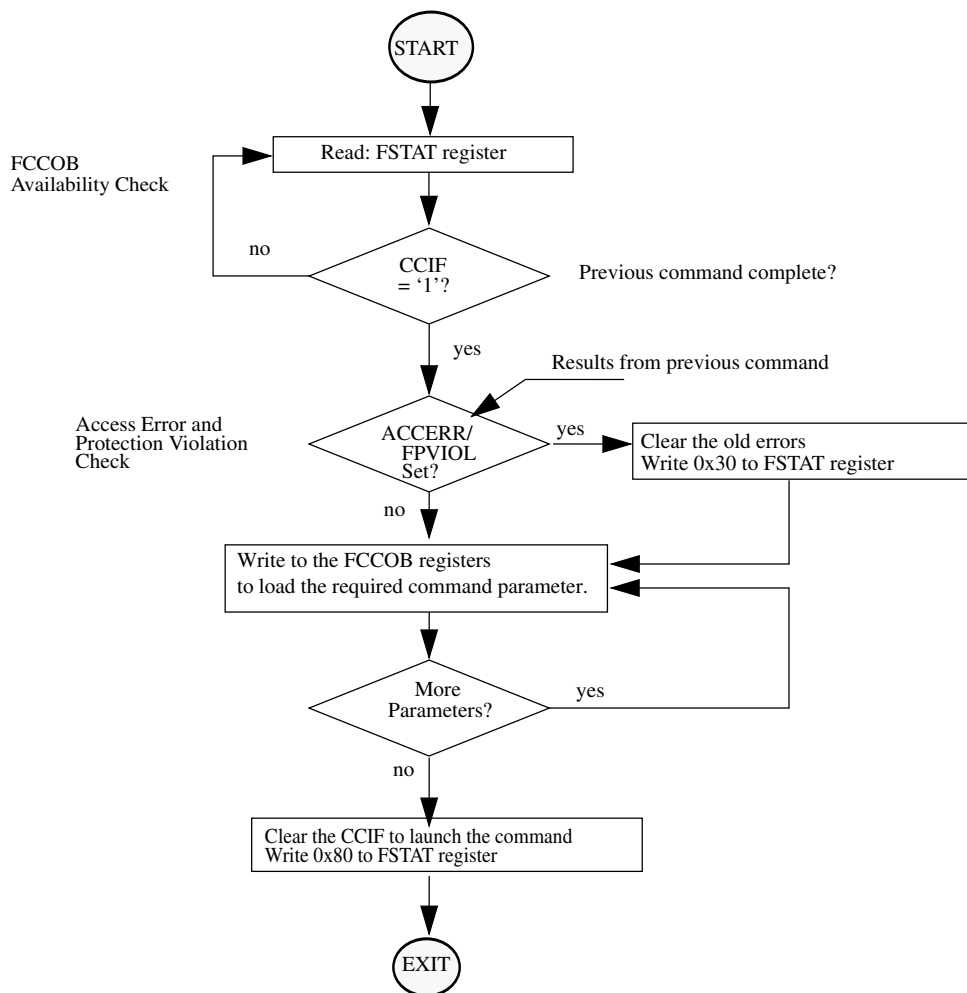 START
Read: FSTAT register
FCCOB
Availability Check
no
CCIF
= ‘1’?
Previous command complete?
yes
Results from previous command
Access Error and
Protection Violation
Check
ACCERR/
FPVIOL
Set?
yes
Clear the old errors
Write 0x30 to FSTAT register
no
Write to the FCCOB registers
to load the required command parameter.
More
Parameters?
yes
no
Clear the CCIF to launch the command
Write 0x80 to FSTAT register
EXIT